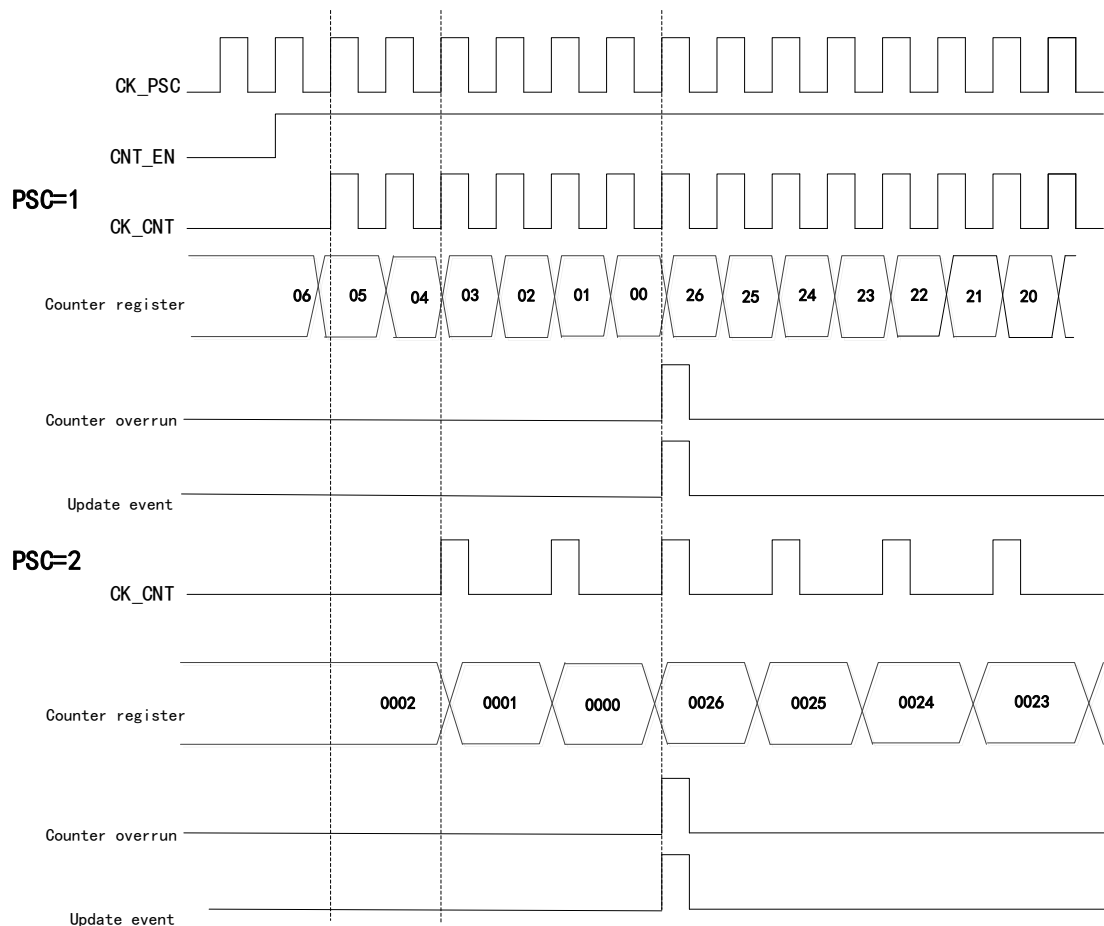 CK_PSC
CNT_EN
PSC=1
CK_CNT
Counter register 06 05 04 03 02 01 00 26 25 24 23 22 21 20
Counter overrun
Update event
PSC=2
CK_CNT
Counter register 0002 0001 0000 0026 0025 0024 0023
Counter overrun
Update event